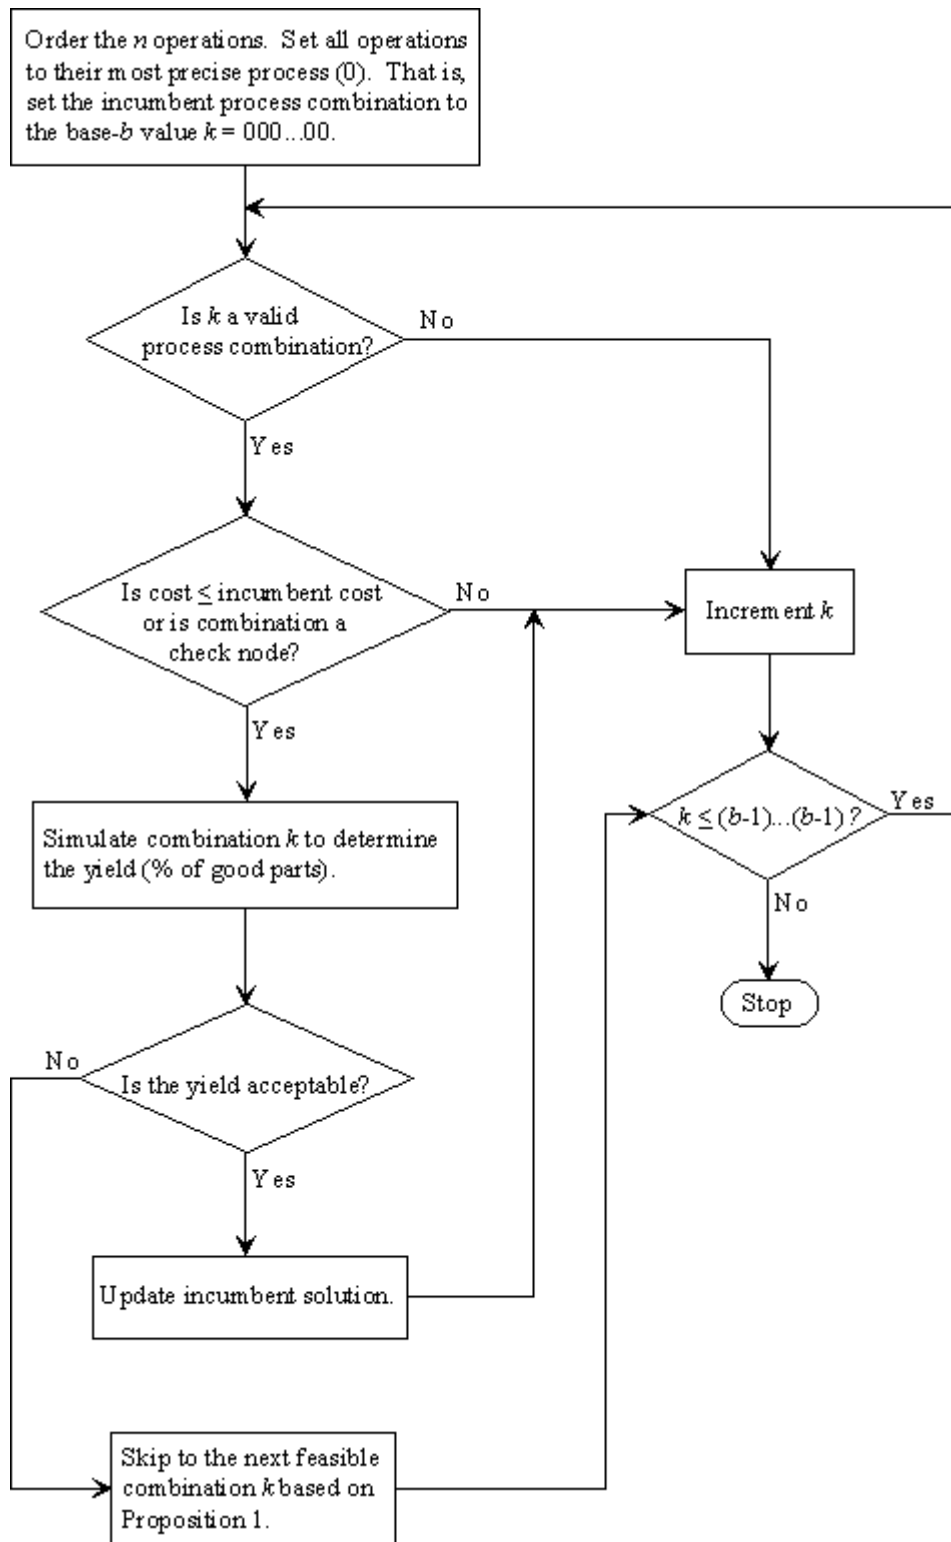 Order the n operations. Set all operations
to their most precise process (0). That is,
set the incumbent process combination to
the base-b value k = 000...00.
Is k a valid
process combination?
No
Yes
Is cost ≤ incumbent cost
or is combination a
check node?
No
Increment k
Yes
Simulate combination k to determine
the yield (% of good parts).
k ≤ (b-1)...(b-1) ?
Yes
No
Stop
No
Is the yield acceptable?
Yes
Update incumbent solution.
Skip to the next feasible
combination k based on
Proposition 1.